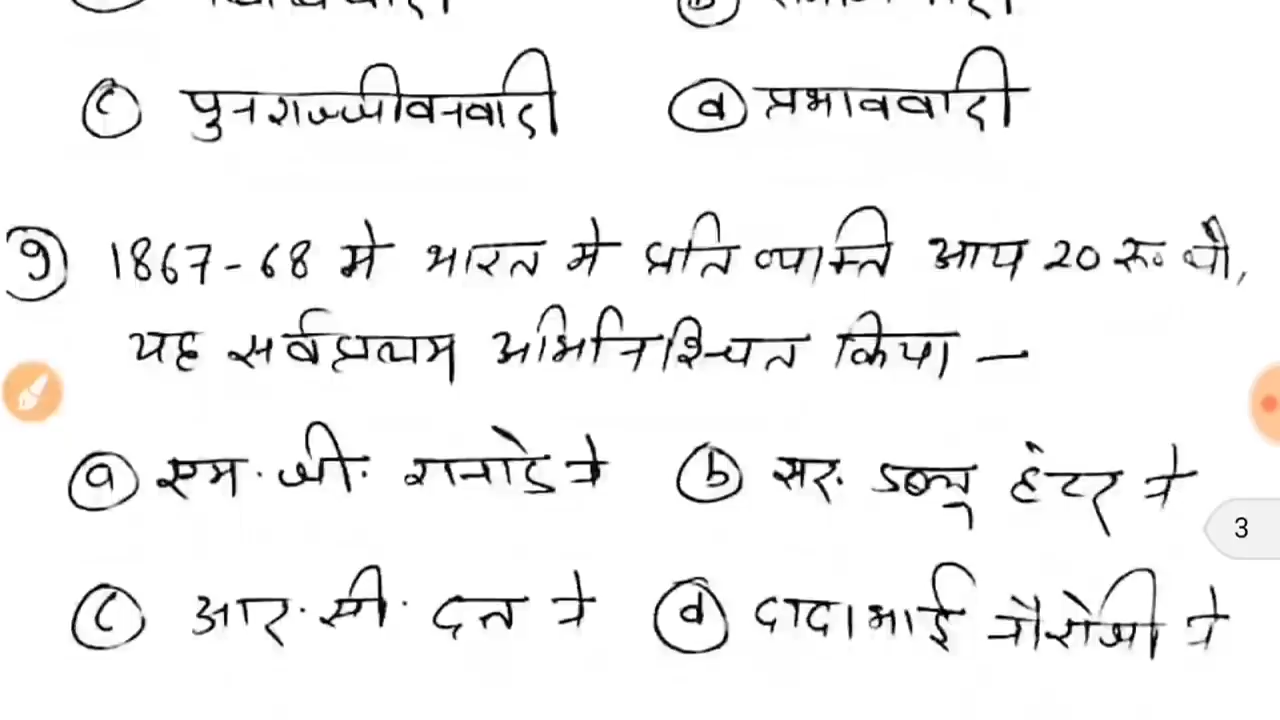 c पुनराज्जीवनवादी d प्रभाववादी
9) 1867-68 मे भारत मे प्रति व्यक्ति आय 20 रू० थी,
यह सर्वप्रथम अभिनिश्चित किया –
a एम. जी. रानाडे ने b सर. डब्लू हंटर ने
3
c आर. सी. दत्त ने d दादाभाई नौरोजी ने